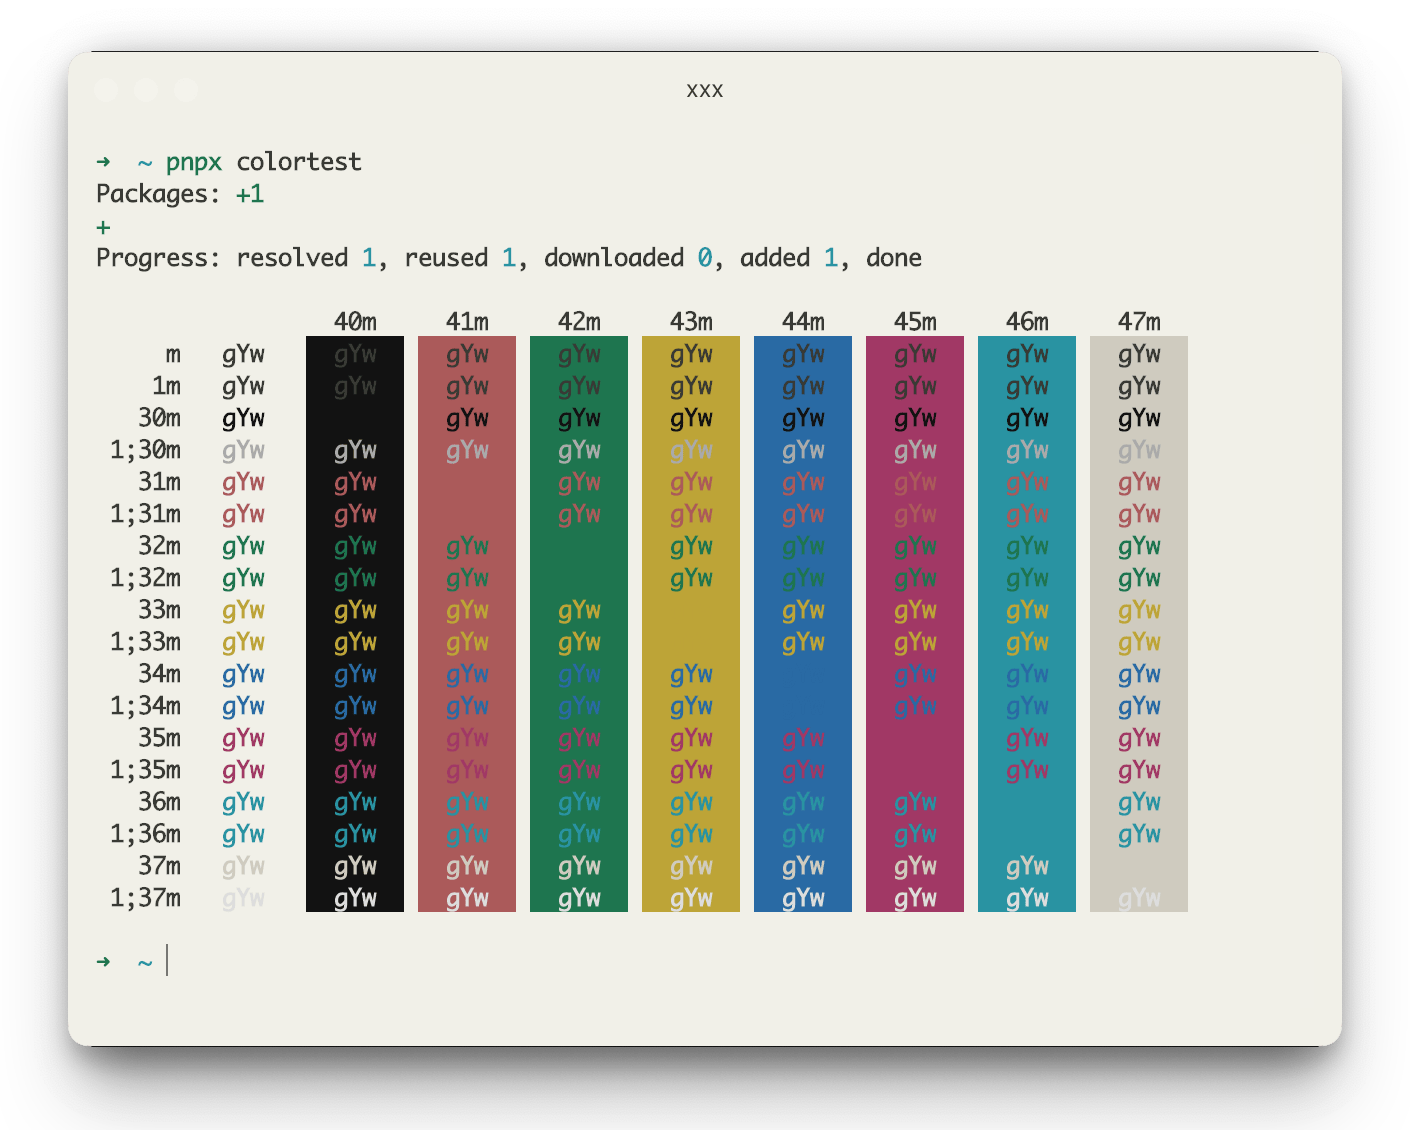 xxx
➜ ~ pnpx colortest
Packages: +1
+
Progress: resolved 1, reused 1, downloaded 0, added 1, done
40m 41m 42m 43m 44m 45m 46m 47m
m gYw gYw gYw gYw gYw gYw gYw gYw gYw
1m gYw gYw gYw gYw gYw gYw gYw gYw gYw
30m gYw gYw gYw gYw gYw gYw gYw gYw
1;30m gYw gYw gYw gYw gYw gYw gYw gYw gYw
31m gYw gYw gYw gYw gYw gYw gYw gYw
1;31m gYw gYw gYw gYw gYw gYw gYw gYw
32m gYw gYw gYw gYw gYw gYw gYw gYw
1;32m gYw gYw gYw gYw gYw gYw gYw gYw
33m gYw gYw gYw gYw gYw gYw gYw gYw
1;33m gYw gYw gYw gYw gYw gYw gYw gYw
34m gYw gYw gYw gYw gYw gYw gYw gYw
1;34m gYw gYw gYw gYw gYw gYw gYw gYw
35m gYw gYw gYw gYw gYw gYw gYw gYw
1;35m gYw gYw gYw gYw gYw gYw gYw gYw
36m gYw gYw gYw gYw gYw gYw gYw gYw
1;36m gYw gYw gYw gYw gYw gYw gYw gYw
37m gYw gYw gYw gYw gYw gYw gYw gYw
1;37m gYw gYw gYw gYw gYw gYw gYw gYw gYw
➜ ~